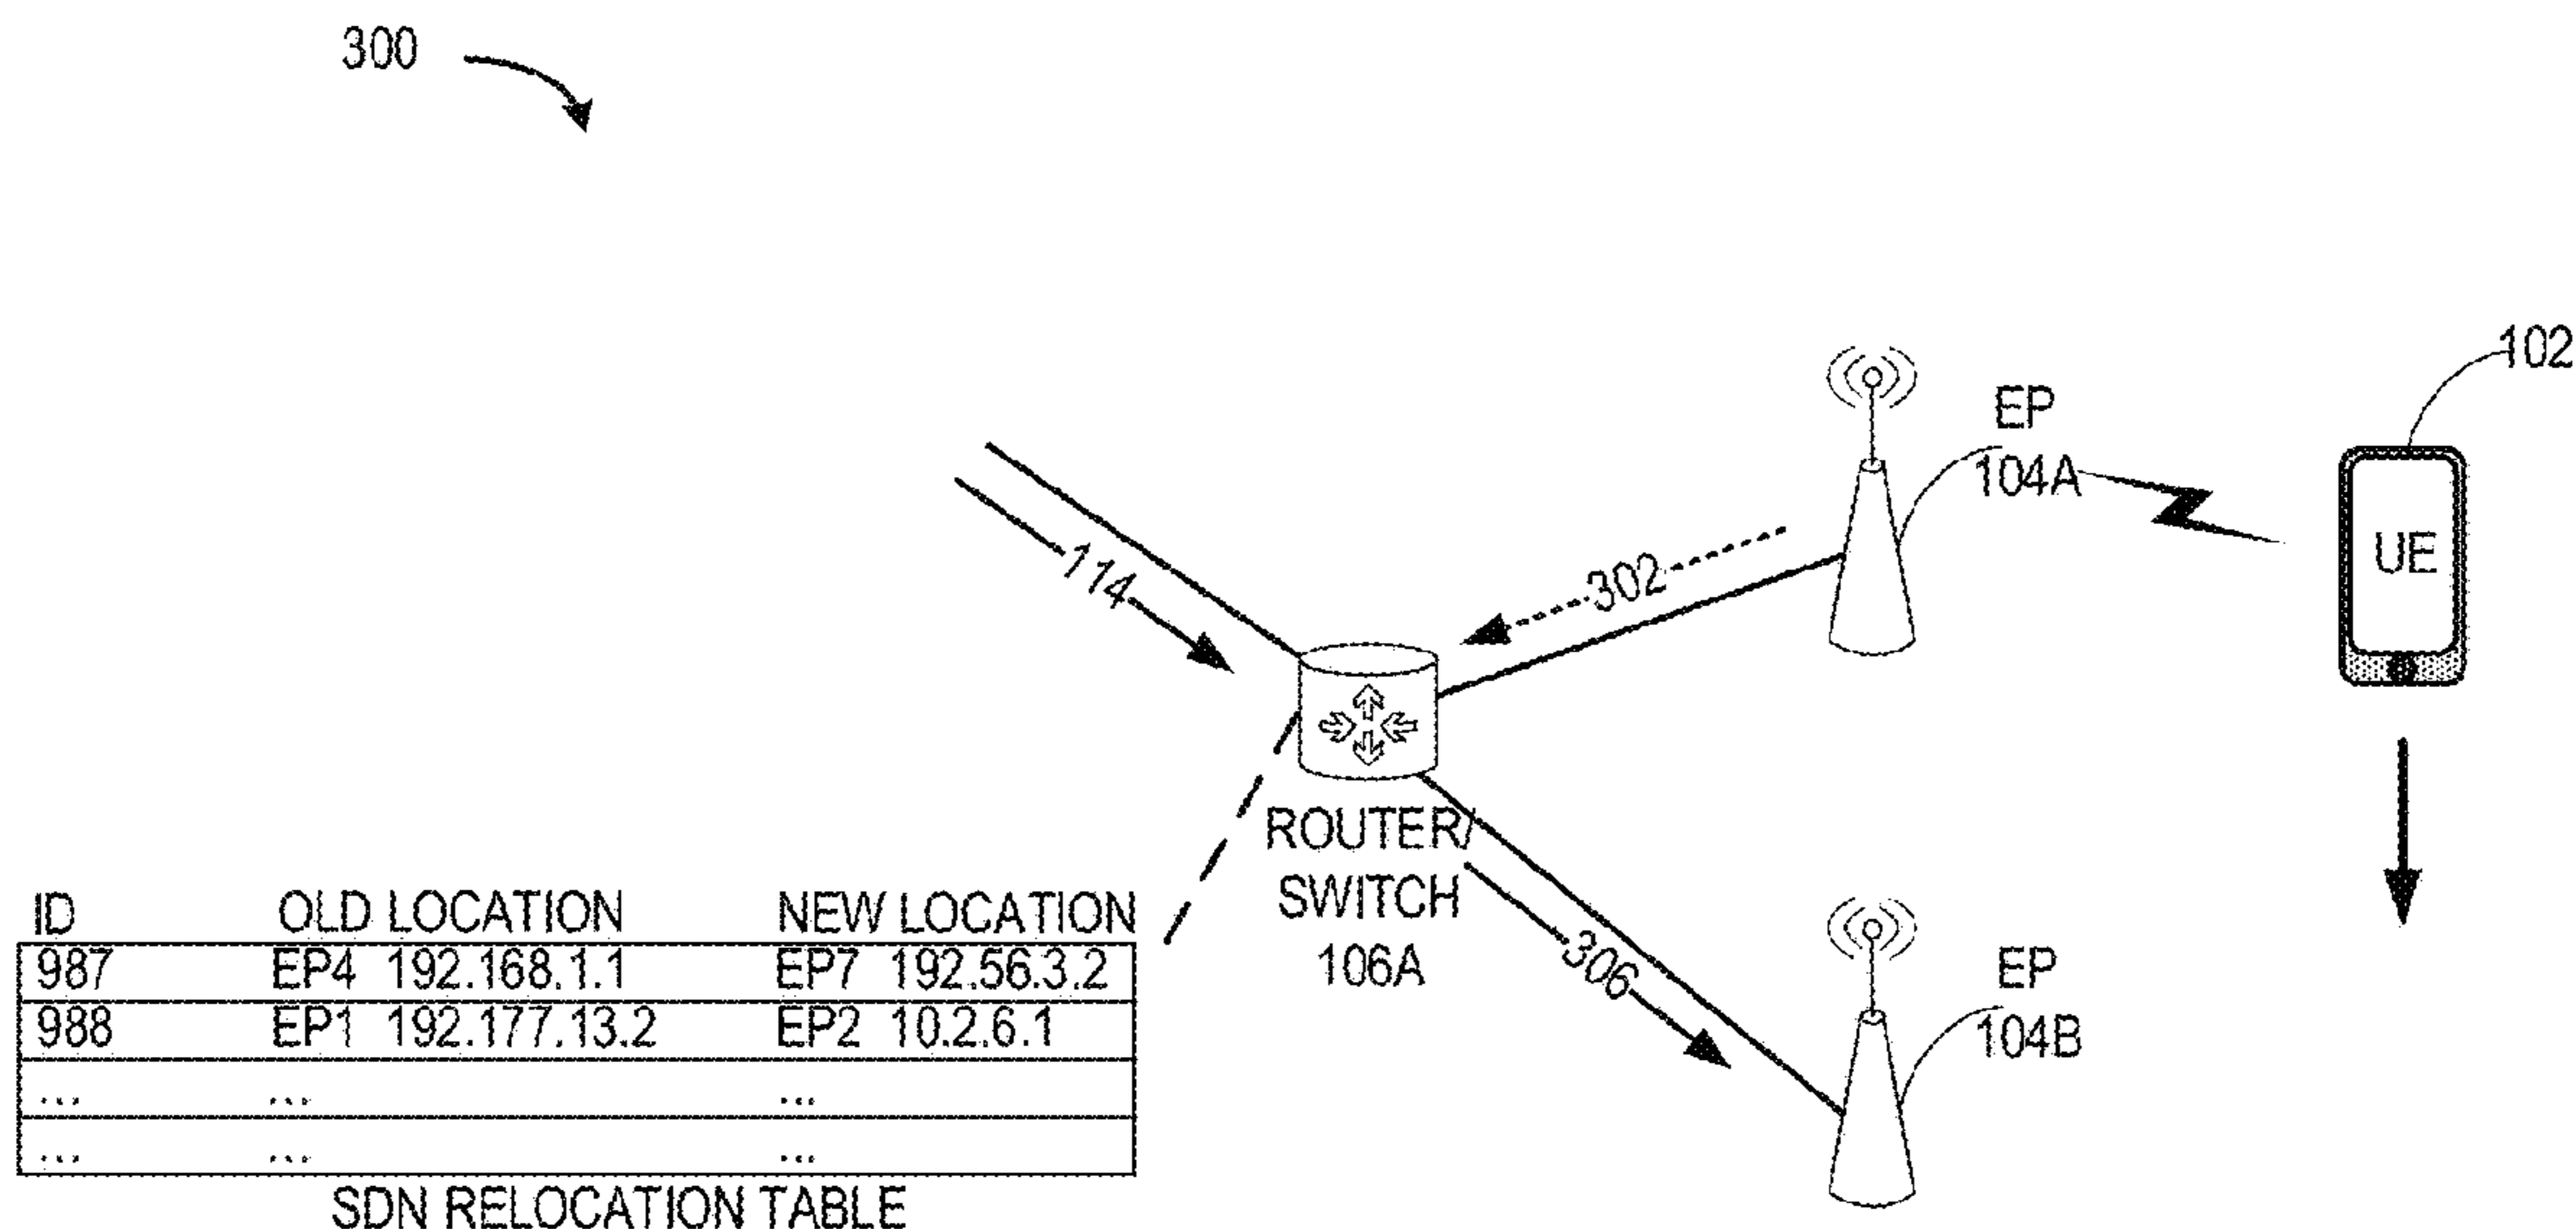 300
102
EP
104A
UE
114
302
ROUTER/
SWITCH
106A
306
EP
104B
ID OLD LOCATION NEW LOCATION
987 EP4 192.168.1.1 EP7 192.56.3.2
988 EP1 192.177.13.2 EP2 10.2.6.1
... ... ...
... ... ...
SDN RELOCATION TABLE